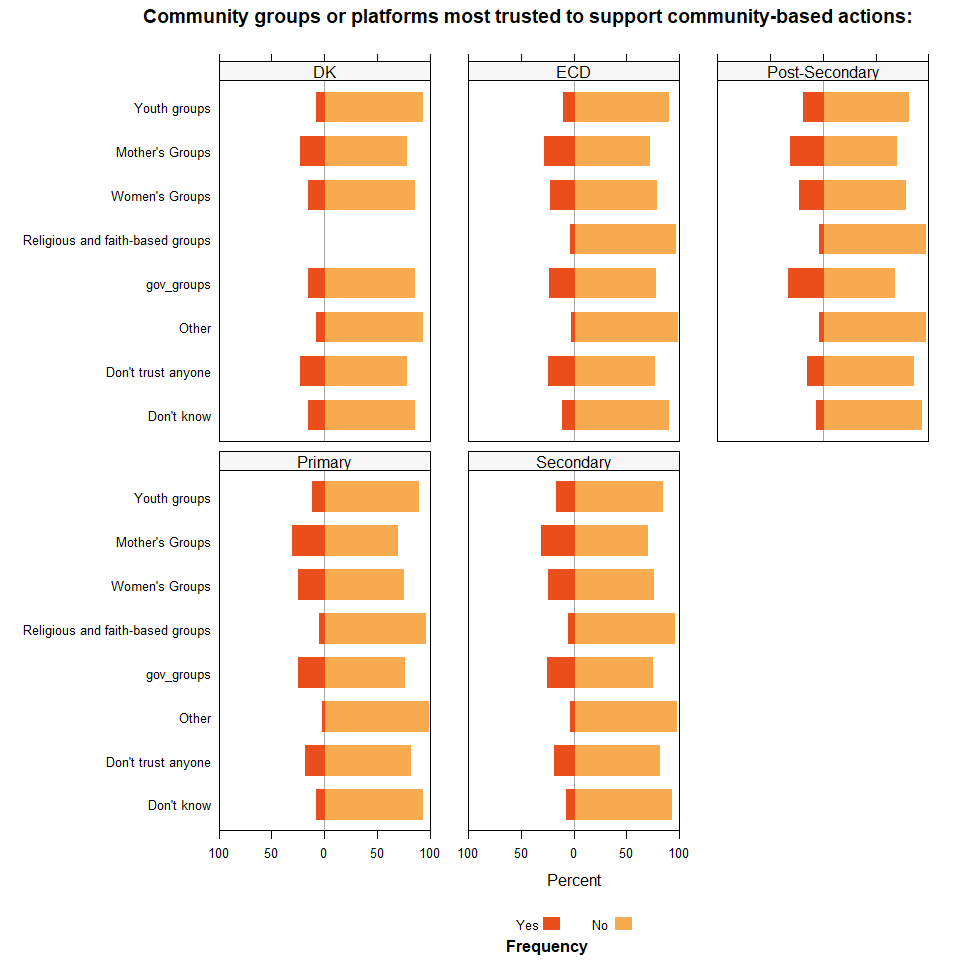 Community groups or platforms most trusted to support community-based actions:
DK ECD Post-Secondary
Youth groups
Mother's Groups
Women's Groups
Religious and faith-based groups
gov_groups
Other
Don't trust anyone
Don't know
Primary Secondary
Youth groups
Mother's Groups
Women's Groups
Religious and faith-based groups
gov_groups
Other
Don't trust anyone
Don't know
100 50 0 50 100 100 50 0 50 100
Percent
Yes No
Frequency